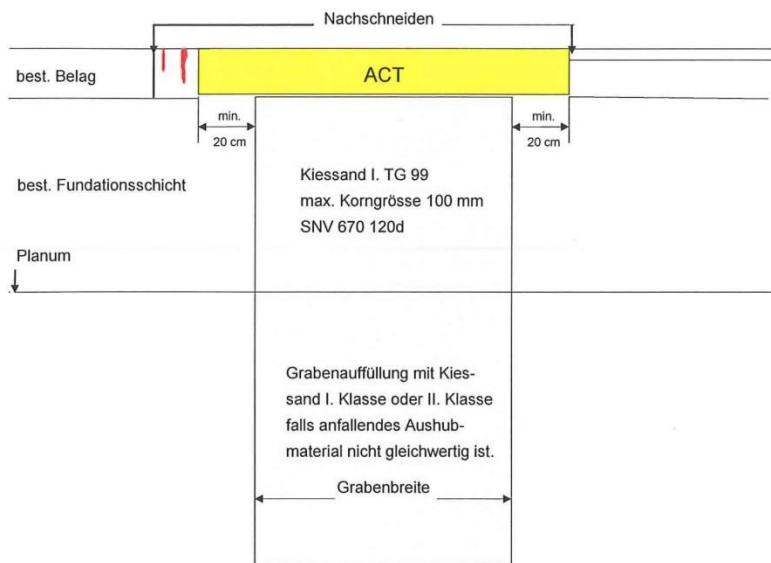 Nachschneiden
best. Belag
ACT
min.
20 cm
min.
20 cm
best. Fundationsschicht
Kiessand I. TG 99
max. Korngrösse 100 mm
SNV 670 120d
Planum
Grabenauffüllung mit Kies-
sand I. Klasse oder II. Klasse
falls anfallendes Aushub-
material nicht gleichwertig ist.
Grabenbreite